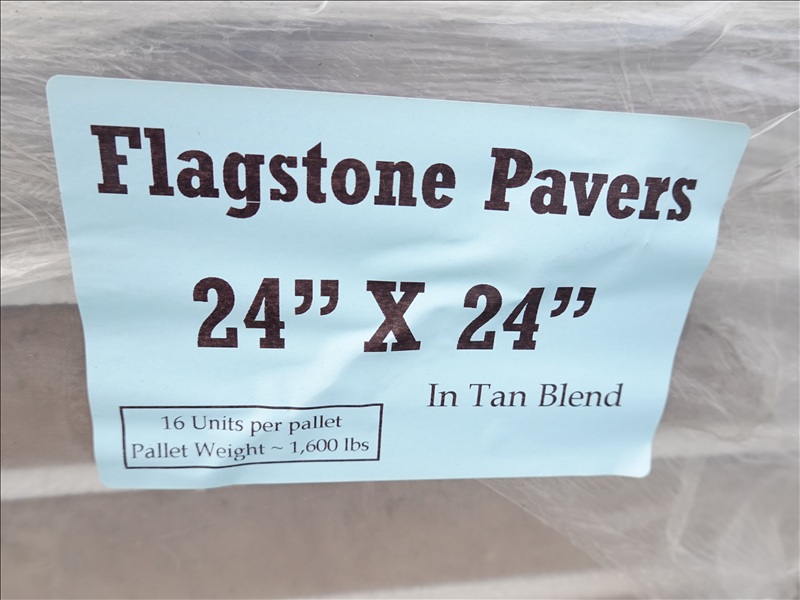 Flagstone Pavers
24” X 24”
In Tan Blend
16 Units per pallet
Pallet Weight ~ 1,600 lbs